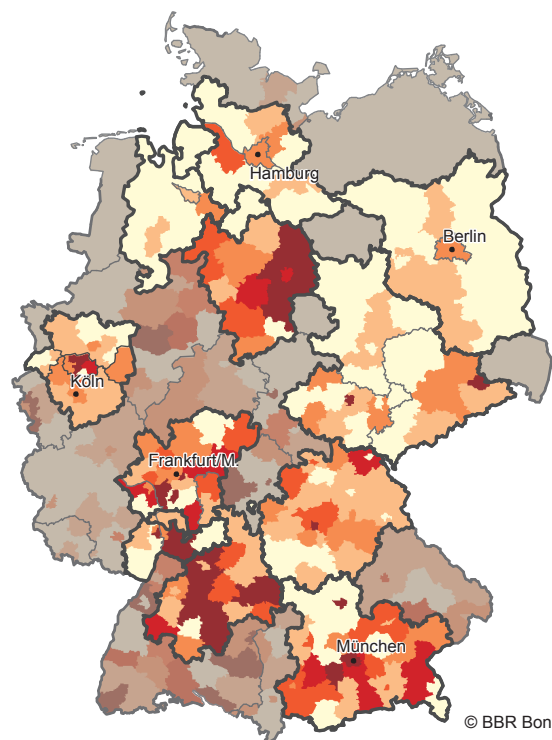 Hamburg
Berlin
Köln
Frankfurt/M.
München
© BBR Bon